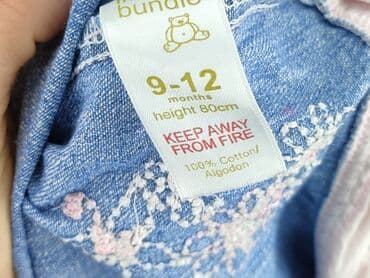 bundle
9-12
months
height 80cm
KEEP AWAY
FROM FIRE
100% Cotton/
Algodon